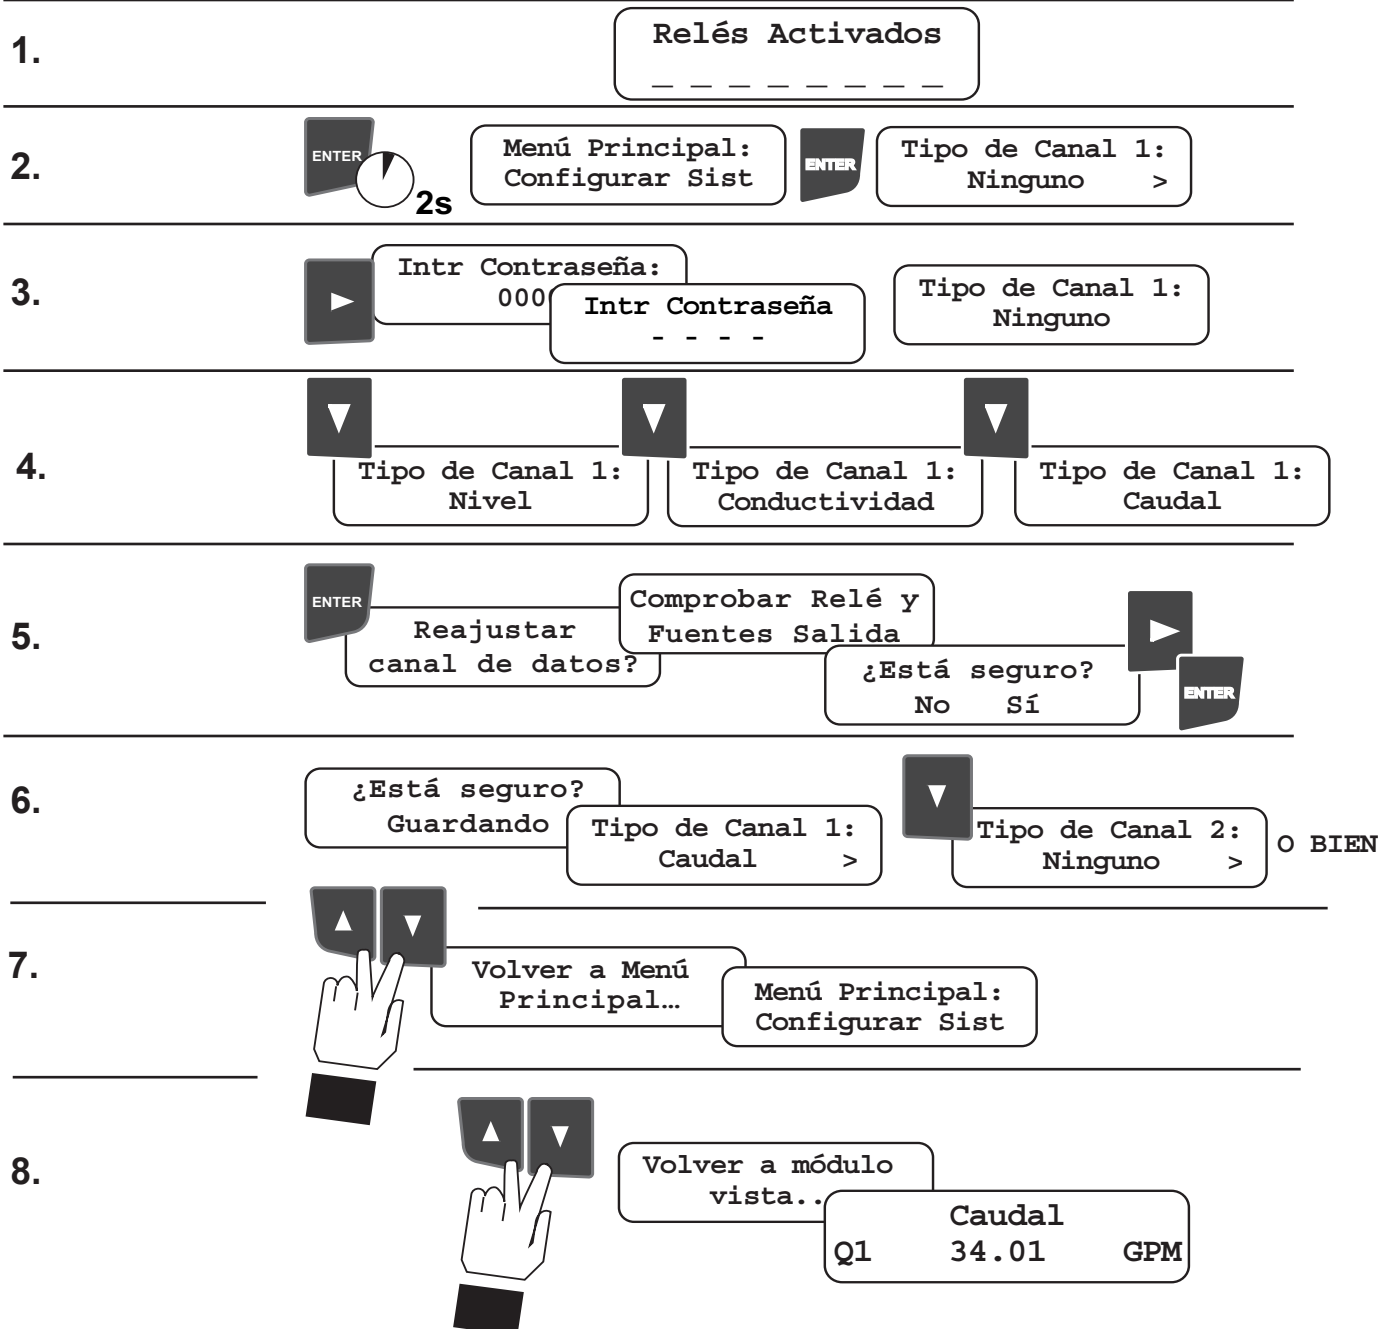 1.
Relés Activados
_ _ _ _ _ _ _ _
2.
ENTER
2s
Menú Principal:
Configurar Sist
ENTER
Tipo de Canal 1:
Ninguno >
3.
Intr Contraseña:
000
Intr Contraseña
- - - -
Tipo de Canal 1:
Ninguno
4.
Tipo de Canal 1:
Nivel
Tipo de Canal 1:
Conductividad
Tipo de Canal 1:
Caudal
5.
ENTER
Reajustar
canal de datos?
Comprobar Relé y
Fuentes Salida
¿Está seguro?
No Sí
ENTER
6.
¿Está seguro?
Guardando
Tipo de Canal 1:
Caudal >
Tipo de Canal 2:
Ninguno >
O BIEN
7.
Volver a Menú
Principal…
Menú Principal:
Configurar Sist
8.
Volver a módulo
vista..
Caudal
Q1 34.01 GPM